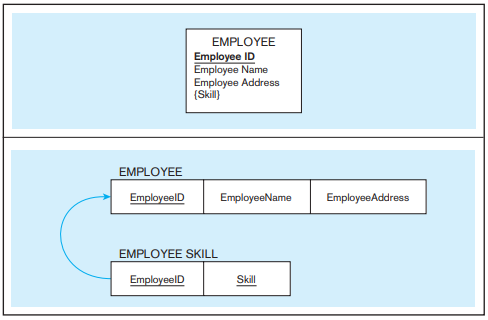 EMPLOYEE
Employee ID
Employee Name
Employee Address
{Skill}
EMPLOYEE
EmployeeID EmployeeName EmployeeAddress
EMPLOYEE SKILL
EmployeeID Skill